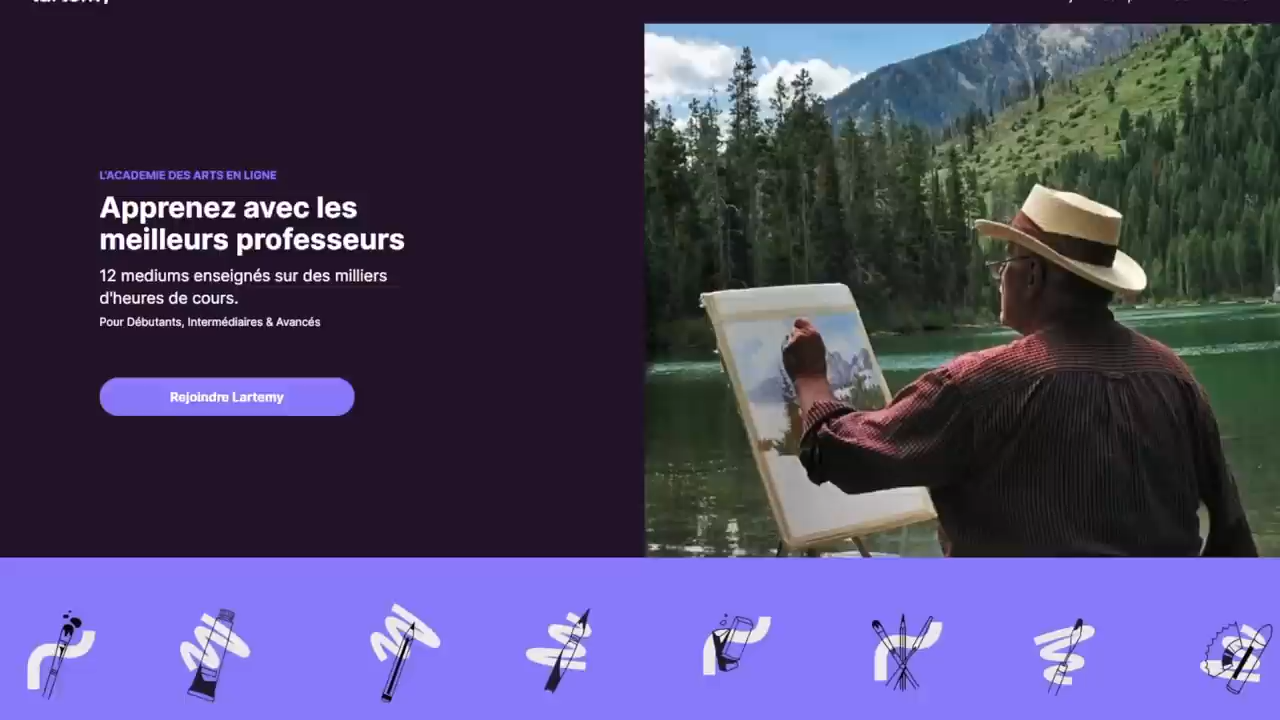 L'ACADEMIE DES ARTS EN LIGNE
Apprenez avec les
meilleurs professeurs
12 mediums enseignés sur des milliers
d'heures de cours.
Pour Débutants, Intermédiaires & Avancés
Rejoindre Lartemy